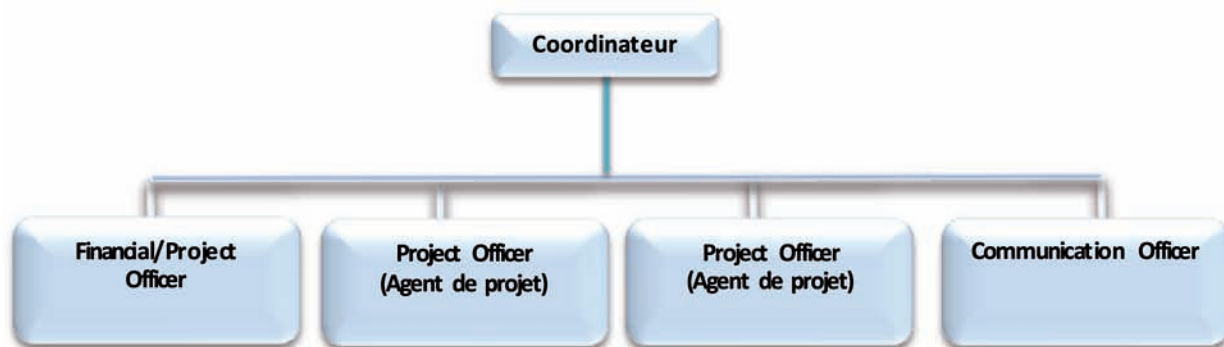 Coordinateur
Financial/Project
Officer
Project Officer
(Agent de projet)
Project Officer
(Agent de projet)
Communication Officer